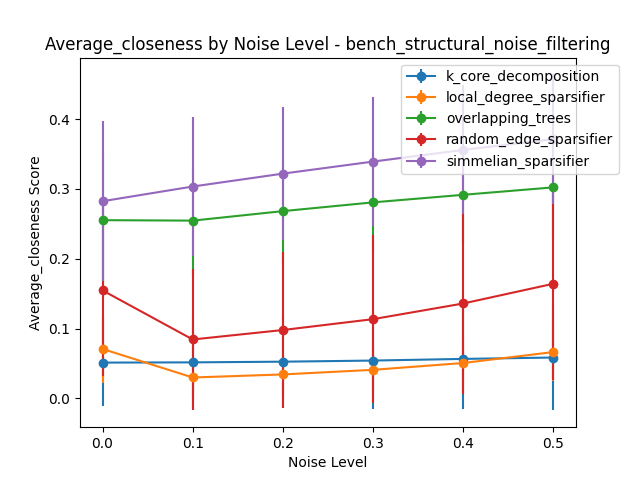 Average_closeness by Noise Level - bench_structural_noise_filtering
k_core_decomposition
local_degree_sparsifier
overlapping_trees
random_edge_sparsifier
simmelian_sparsifier
Average_closeness Score
0.4
0.3
0.2
0.1
0.0
0.0 0.1 0.2 0.3 0.4 0.5
Noise Level